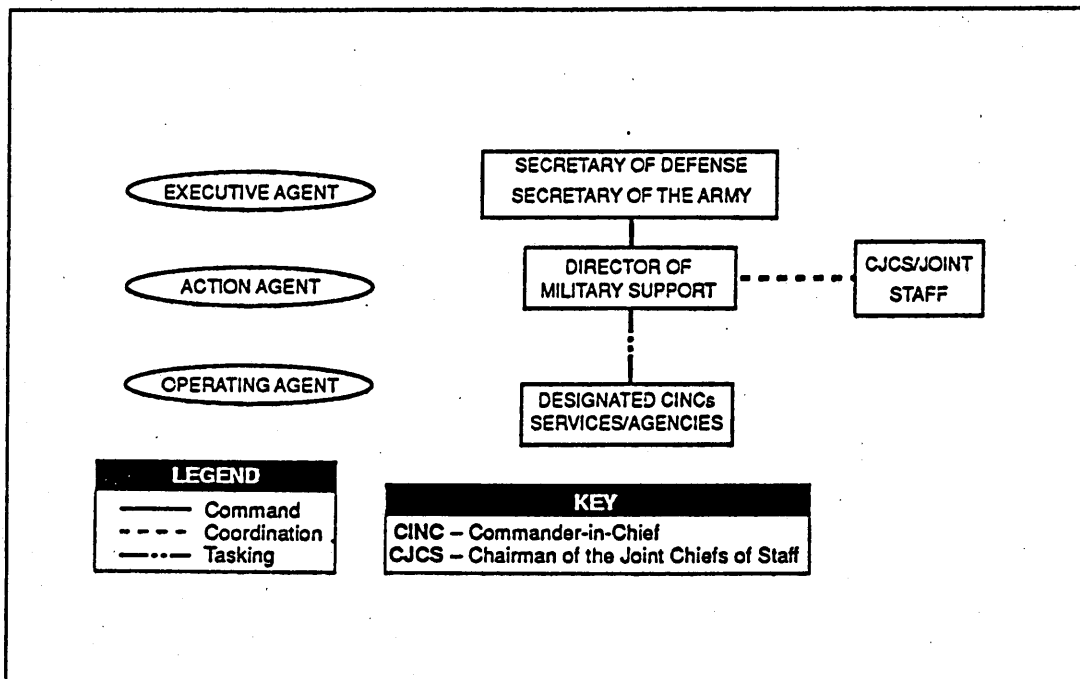 EXECUTIVE AGENT
SECRETARY OF DEFENSE
SECRETARY OF THE ARMY
ACTION AGENT
DIRECTOR OF
MILITARY SUPPORT
CJCS/JOINT
STAFF
OPERATING AGENT
DESIGNATED CINCs
SERVICES/AGENCIES
LEGEND
Command
Coordination
Tasking
KEY
CINC – Commander-in-Chief
CJCS – Chairman of the Joint Chiefs of Staff